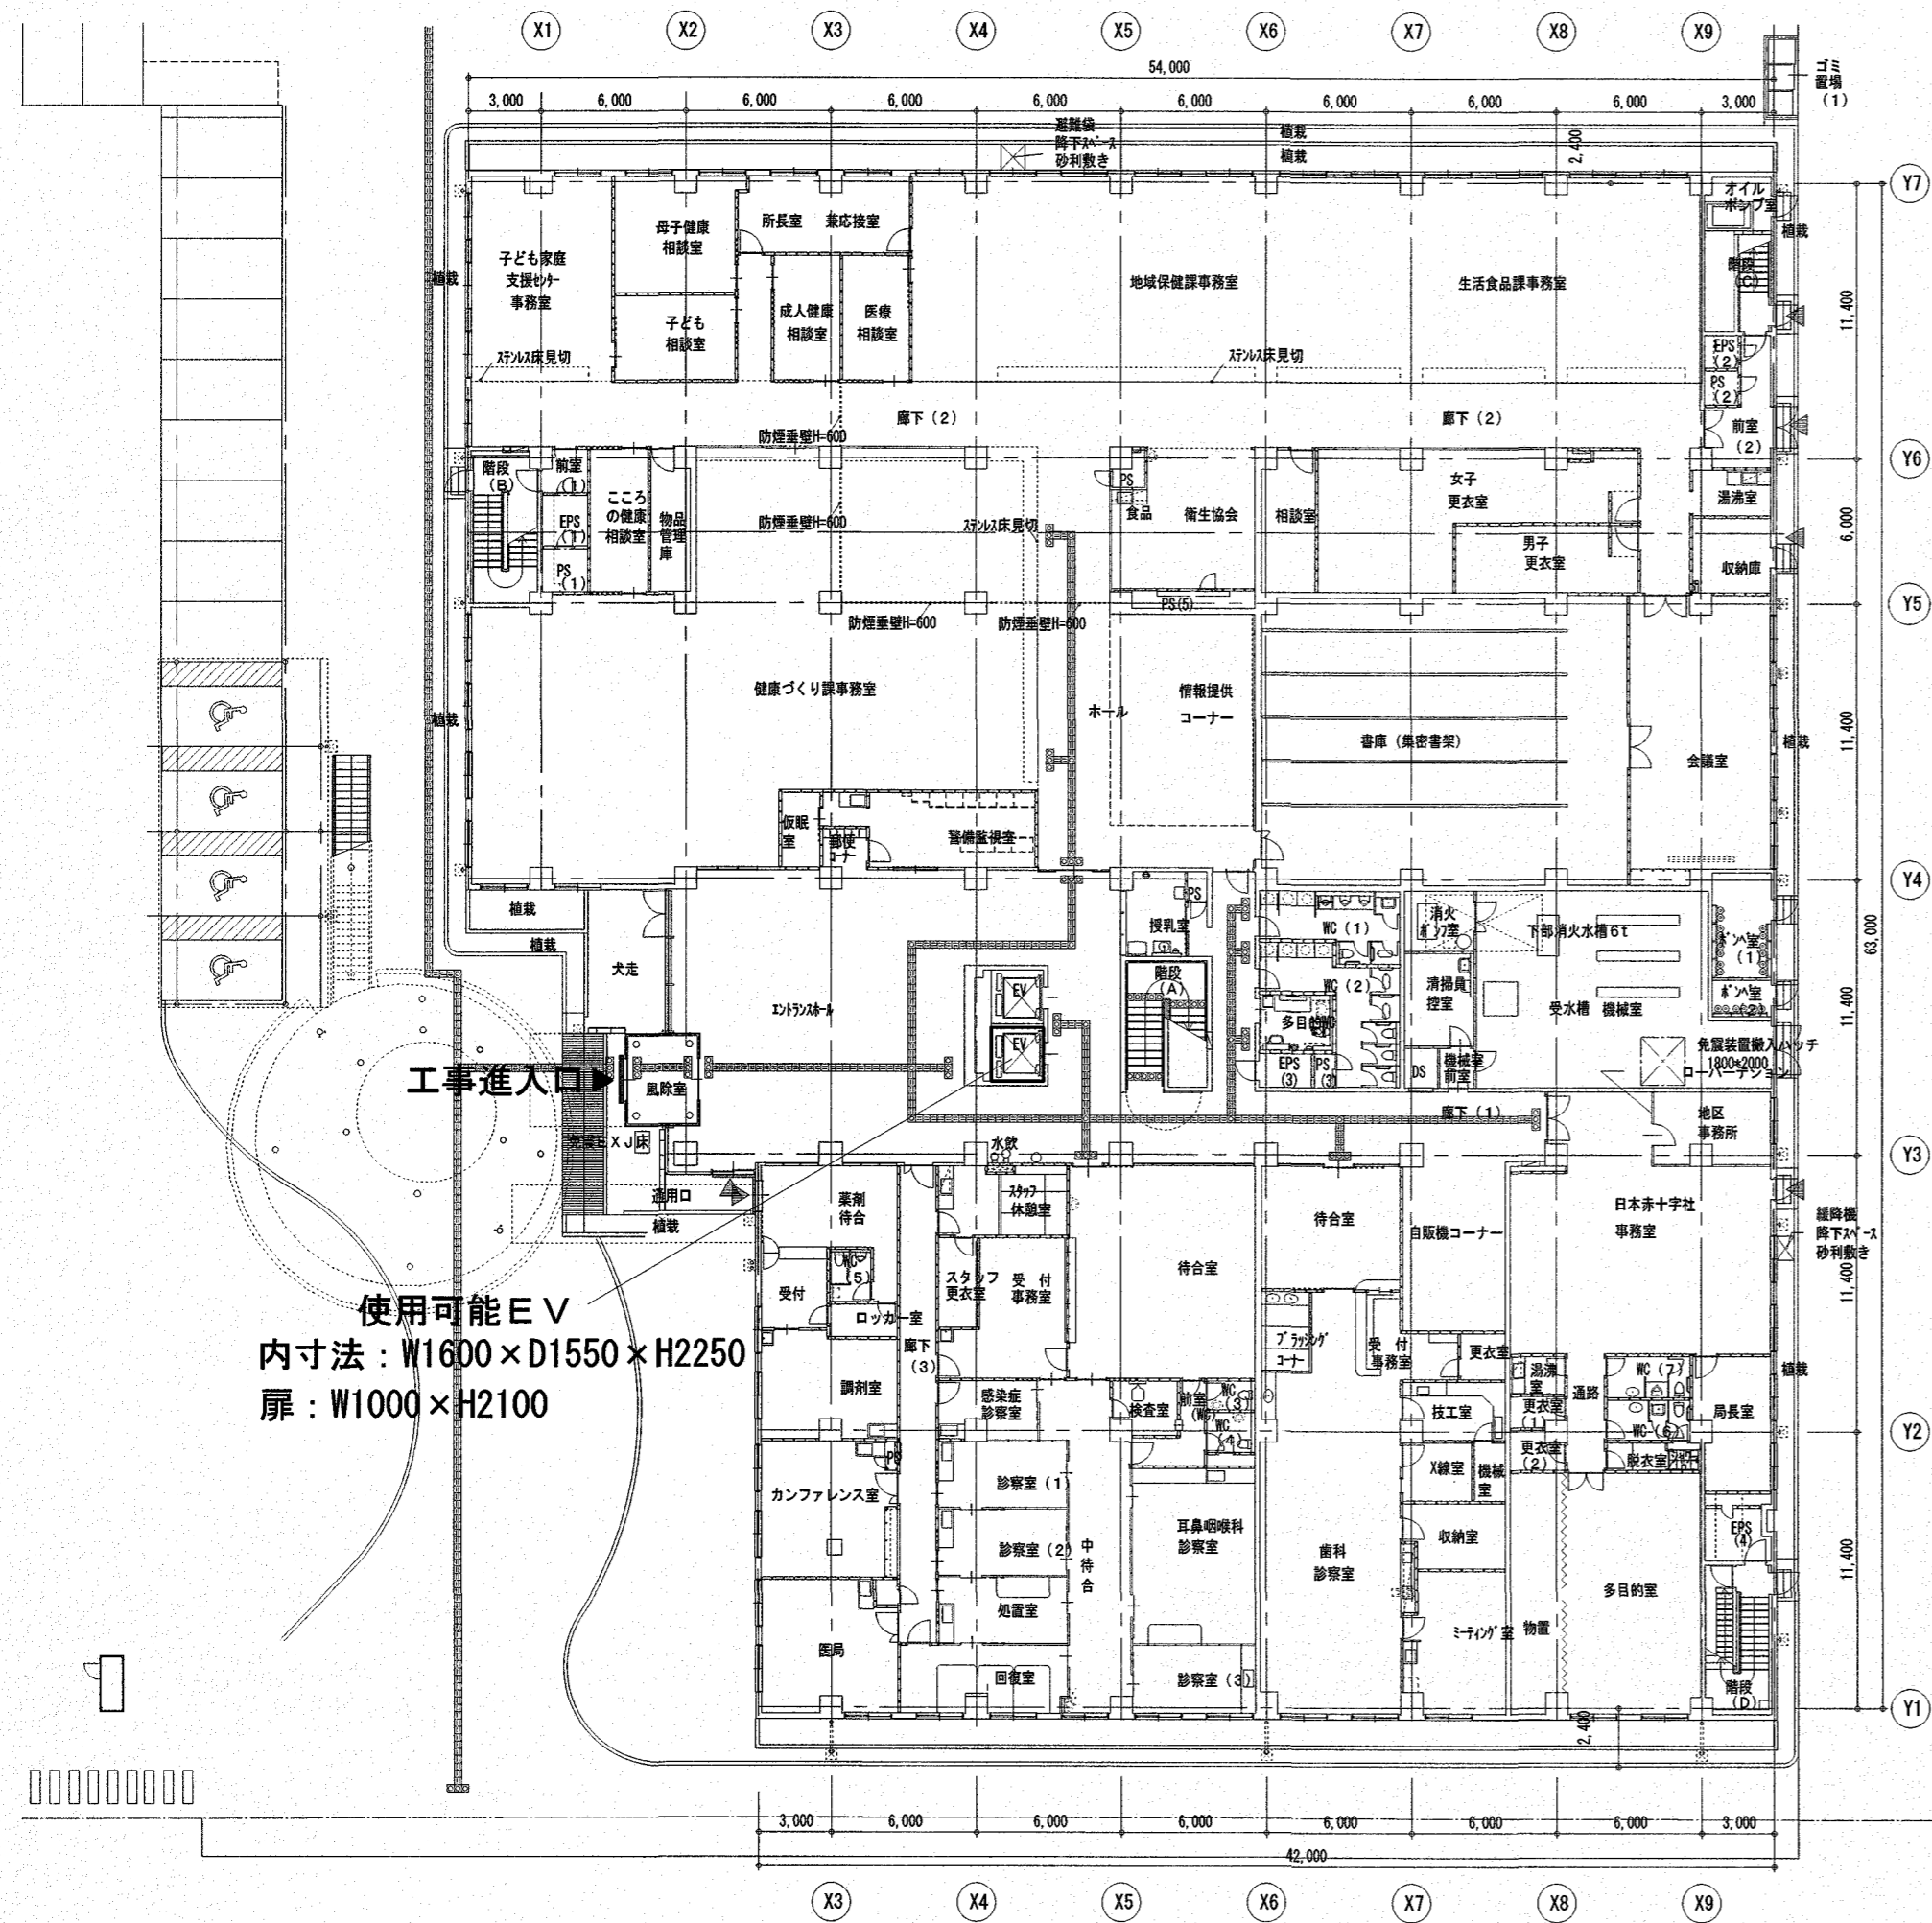 X1
X2
X3
X4
X5
X6
X7
X8
X9
54,000
ゴミ
置場
(1)
3,000
6,000
6,000
6,000
6,000
6,000
6,000
6,000
6,000
3,000
避難袋
降下スペース
砂利敷き
植栽
植栽
2,400
Y7
オイル
ポンプ室
植栽
母子健康
相談室
所長室 兼応接室
子ども家庭
支援センター
事務室
地域保健課事務室
生活食品課事務室
階段
(C)
植栽
子ども
相談室
成人健康
相談室
医療
相談室
11,400
ステンレス床見切
ステンレス床見切
EPS
(2)
PS
(2)
廊下(2)
廊下(2)
前室
(2)
防煙垂壁H=600
Y6
階段
(B)
前室
(1)
こころ
の健康
相談室
物品
管理
庫
EPS
(1)
PS
(1)
防煙垂壁H=600
ステンレス床見切
PS
食品 衛生協会
相談室
女子
更衣室
男子
更衣室
湯沸室
収納庫
6,000
PS(5)
Y5
防煙垂壁H=600
防煙垂壁H=600
健康づくり課事務室
ホール
情報提供
コーナー
書庫(集密書架)
会議室
植栽
植栽
11,400
仮眠
室
郵便
コーナー
警備監視室
Y4
植栽
植栽
犬走
エントランスホール
授乳室
PS
階段
(A)
WC(1)
WC(2)
多目的WC
EPS
(3)
PS
(3)
消火
ポンプ室
清掃員
控室
下部消火水槽6t
受水槽 機械室
ボンベ室
(1)
ボンベ室
(2)
63,000
11,400
EV
EV
免震装置搬入ハッチ
1800*2000
ローパーテション
DS
機械室
前室
工事進入口▶
風除室
免震EXJ床
廊下(1)
地区
事務所
水飲
Y3
通用口
植栽
薬剤
待合
スタッフ
休憩室
待合室
待合室
自販機コーナー
日本赤十字社
事務室
緩降機
降下スペース
砂利敷き
11,400
WC
(5)
受付
スタッフ
更衣室
受 付
事務室
ロッカー室
使用可能EV
内寸法:W1600×D1550×H2250
扉:W1000×H2100
廊下
(3)
調剤室
ブラッシング
コーナー
受 付
事務室
更衣室
湯沸
室
通路
WC(7)
植栽
感染症
診察室
検査室
前室
(WC)
WC
(3)
WC
(4)
技工室
更衣室
(1)
WC(6)
局長室
Y2
PS
X線室
機械
室
更衣室
(2)
脱衣室
カンファレンス室
診察室(1)
診察室(2)
中
待
合
耳鼻咽喉科
診察室
歯科
診察室
収納室
EPS
(4)
11,400
多目的室
処置室
医局
回復室
診察室(3)
ミーティング室
物置
階段
(D)
Y1
2,400
3,000
6,000
6,000
6,000
6,000
6,000
6,000
3,000
42,000
X3
X4
X5
X6
X7
X8
X9